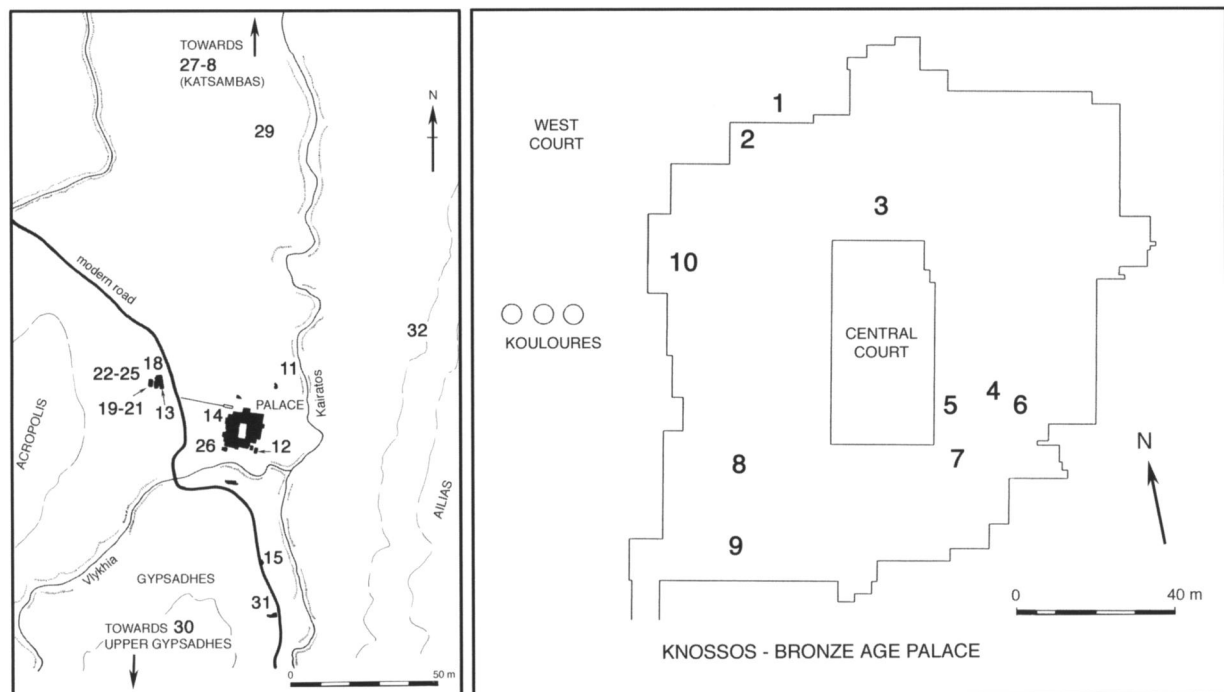 TOWARDS
27-8
(KATSAMBAS)
N
29
modern road
32
11
Kairatos
18
22-25
PALACE
19-21
13
14
ACROPOLIS
26
12
AILIAS
15
Vlykhia
GYPSADHES
31
TOWARDS 30
UPPER GYPSADHES
0
50 m
1
WEST
COURT
2
3
10
KOULOURES
CENTRAL
COURT
4
5
6
7
N
8
9
0
40 m
KNOSSOS - BRONZE AGE PALACE